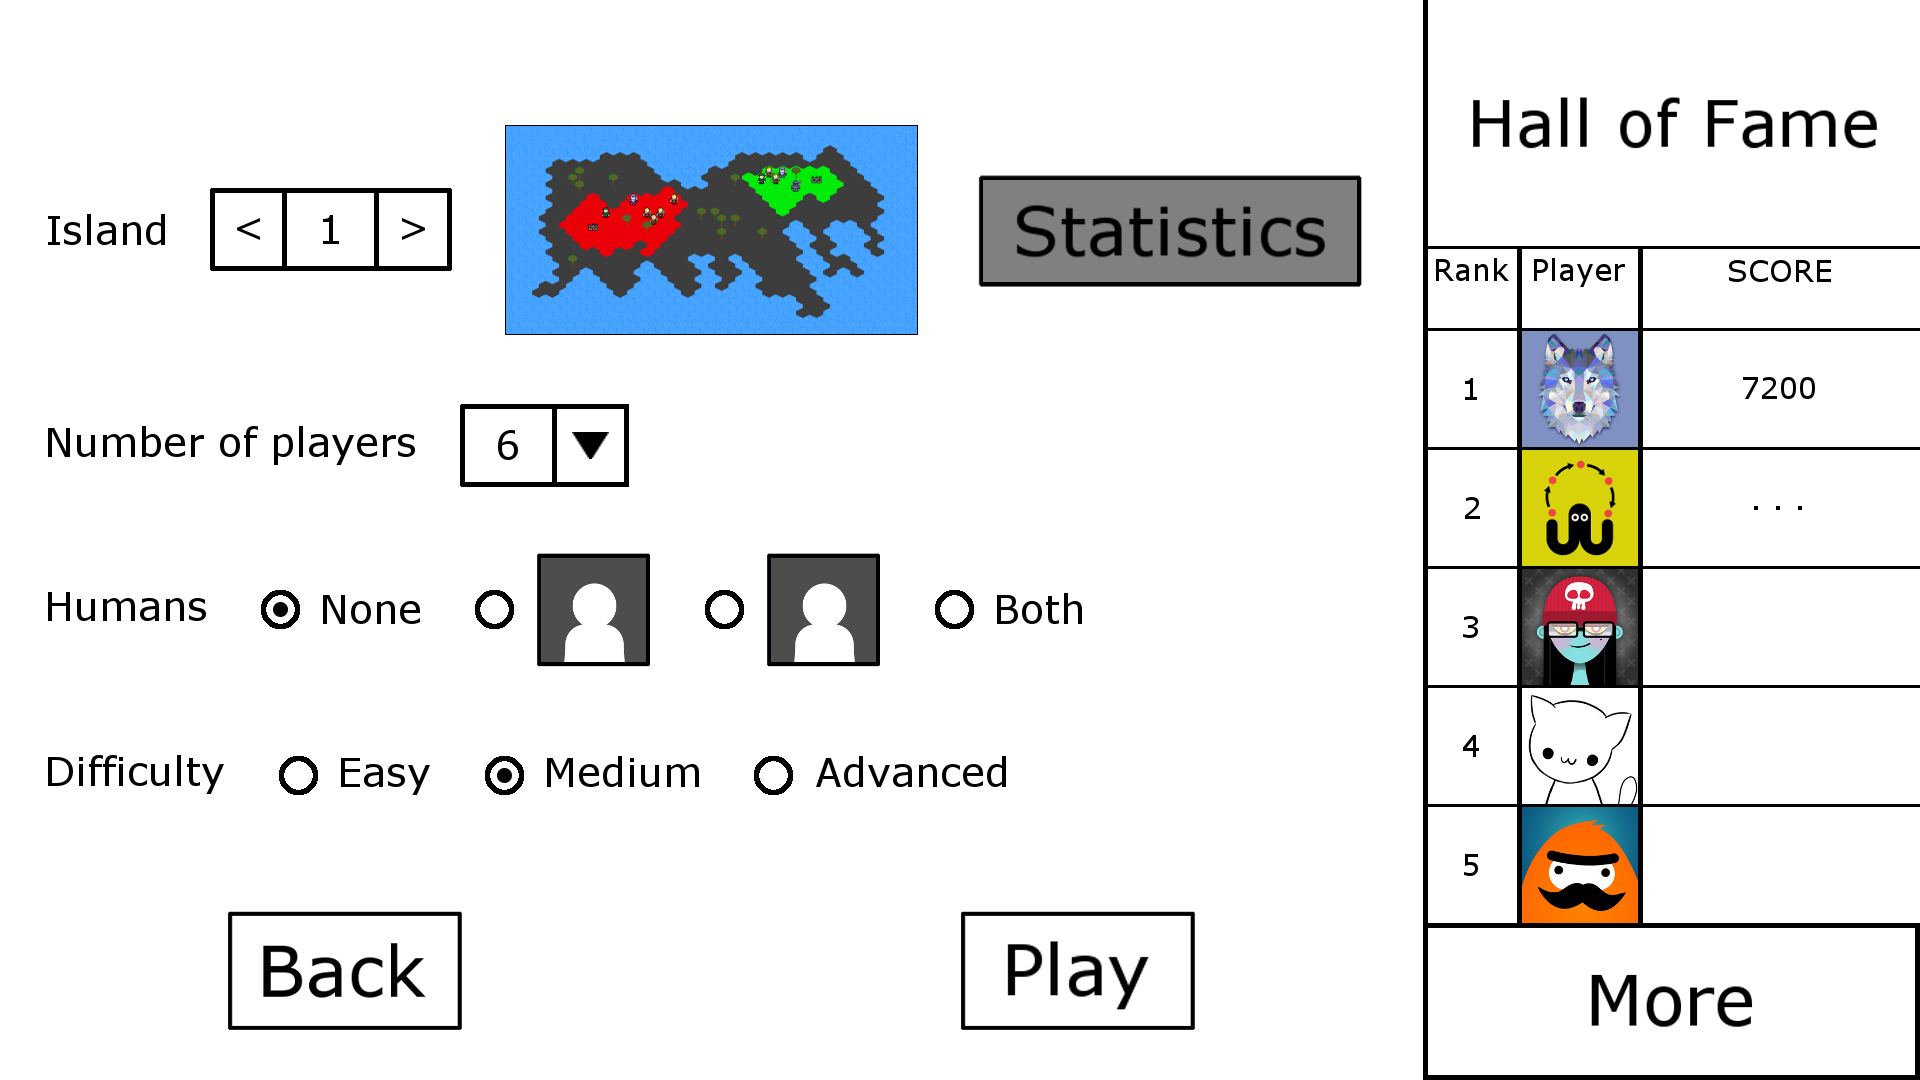 Hall of Fame
Island < 1 > Statistics
Rank Player SCORE
1 7200
Number of players 6
2 . . .
Humans None Both
3
Difficulty Easy Medium Advanced
4
5
Back Play More